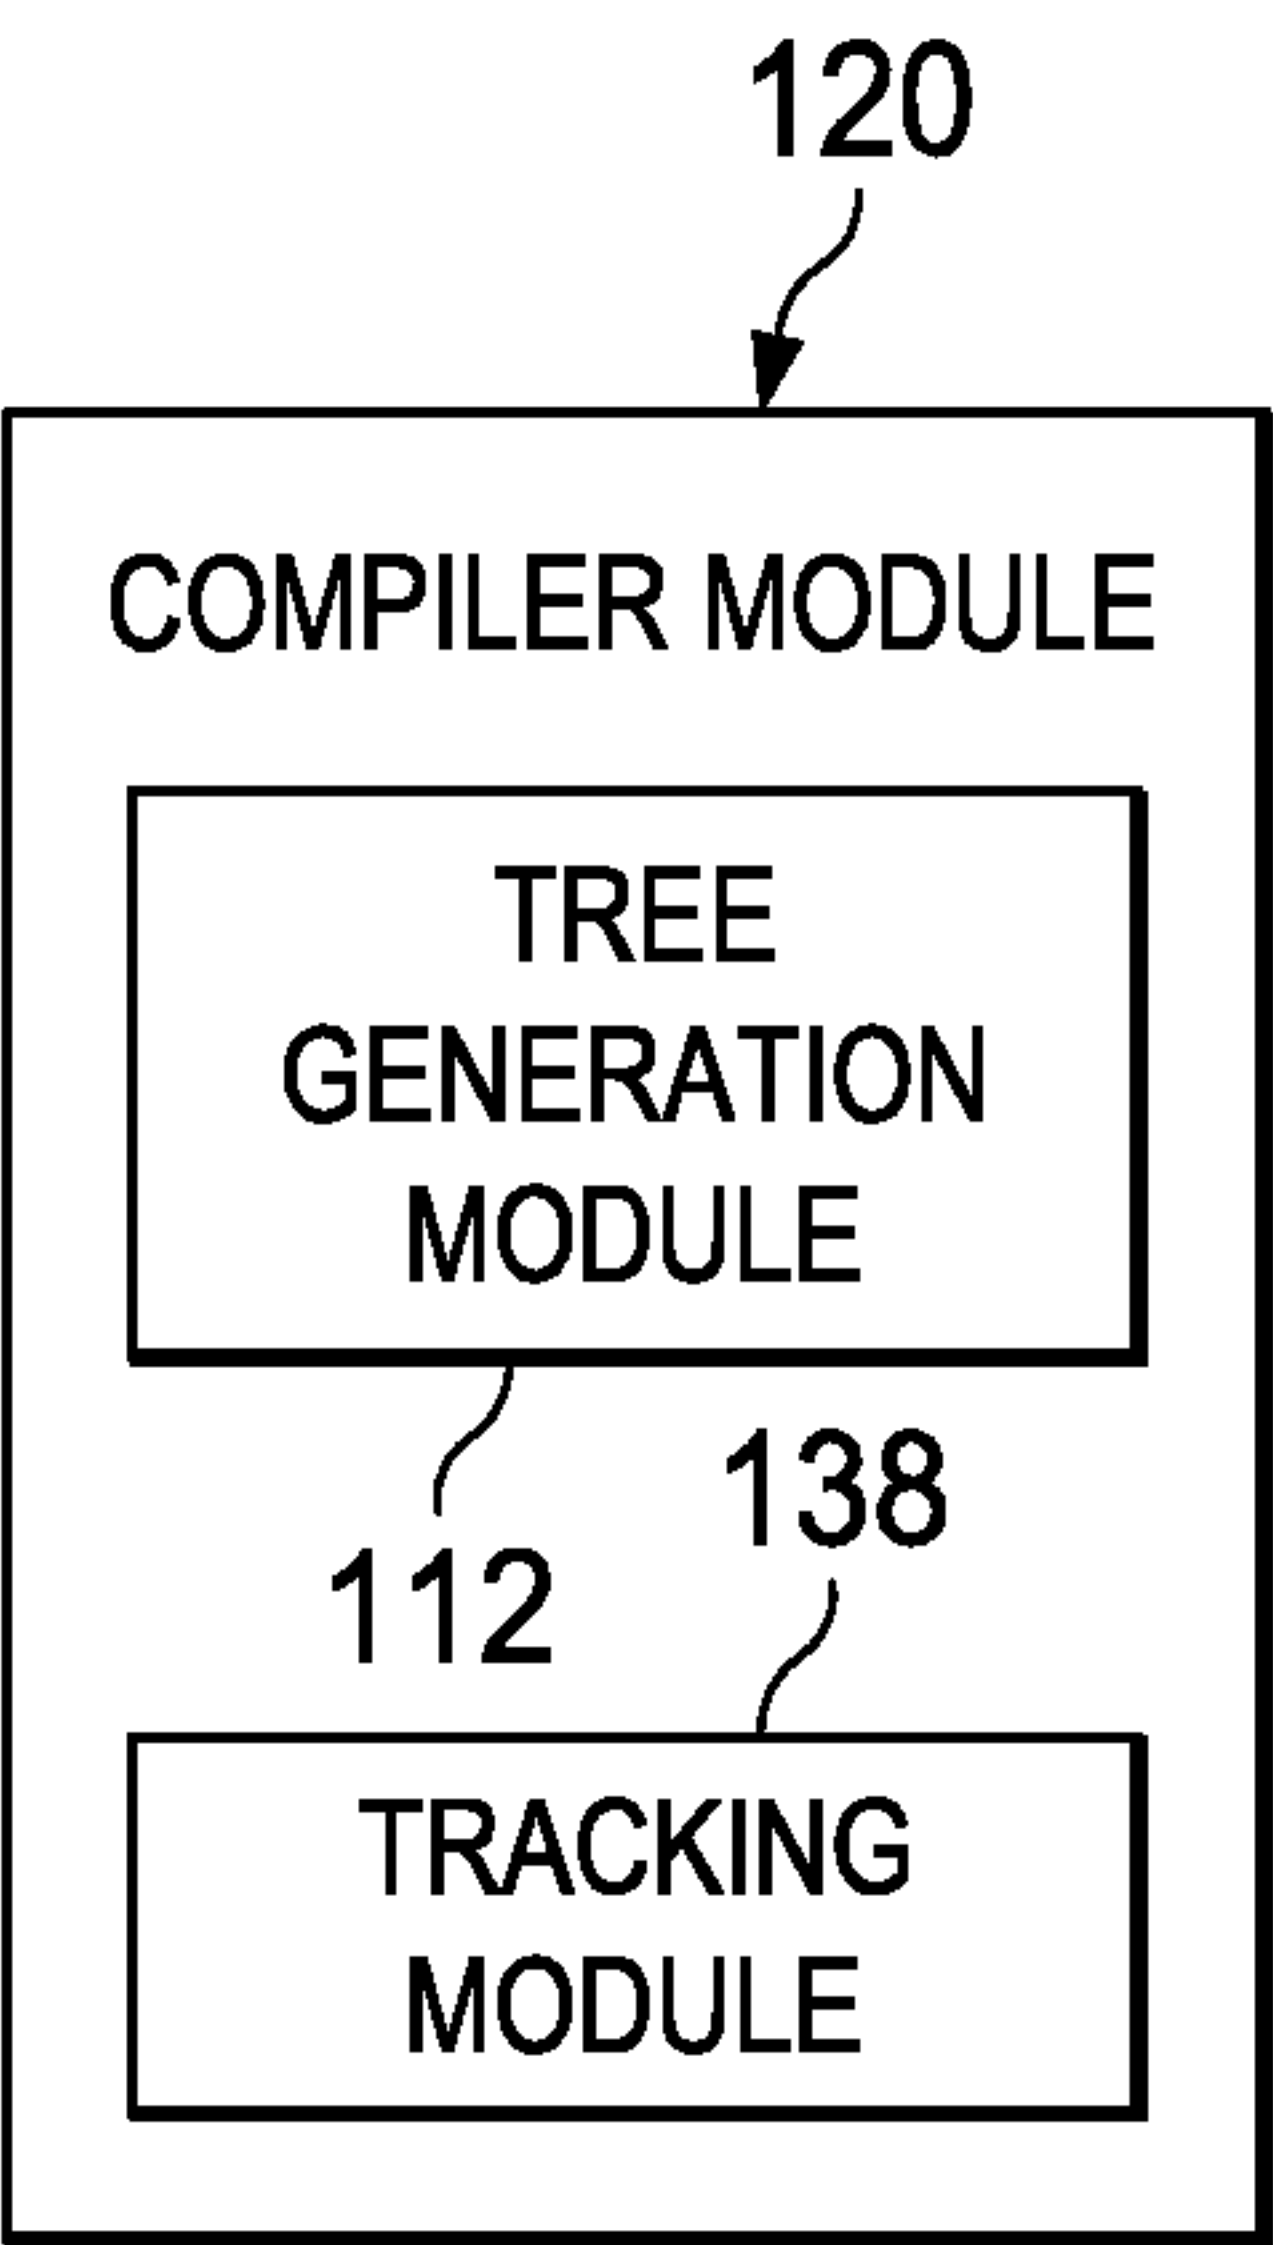 120
COMPILER MODULE
TREE
GENERATION
MODULE
112
138
TRACKING
MODULE